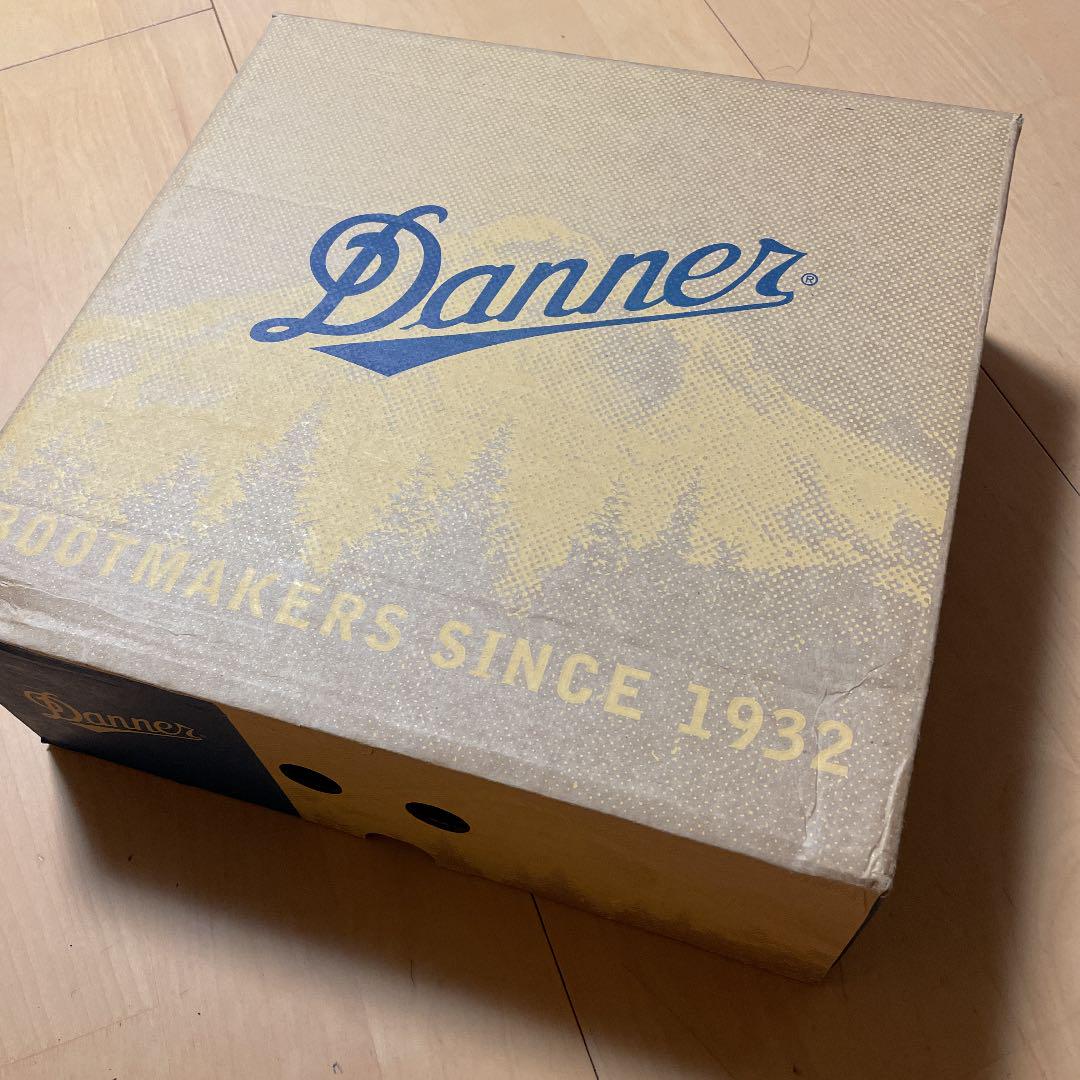 Danner®
BOOTMAKERS SINCE 1932
Danner